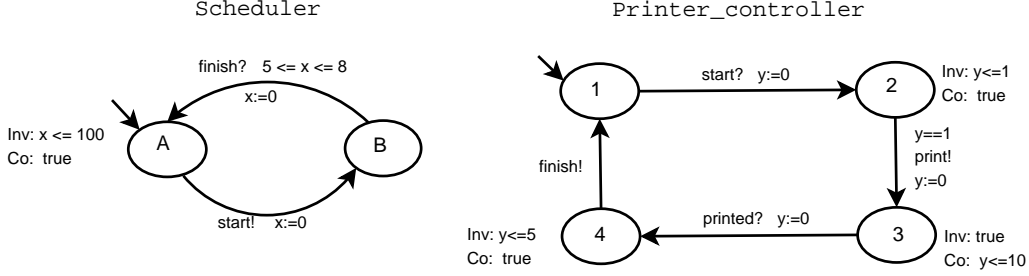 Scheduler
finish? 5 <= x <= 8
x:=0
Inv: x <= 100
Co: true
A
B
start! x:=0
Printer_controller
1
start? y:=0
2
Inv: y<=1
Co: true
y==1
print!
y:=0
finish!
4
printed? y:=0
3
Inv: y<=5
Co: true
Inv: true
Co: y<=10